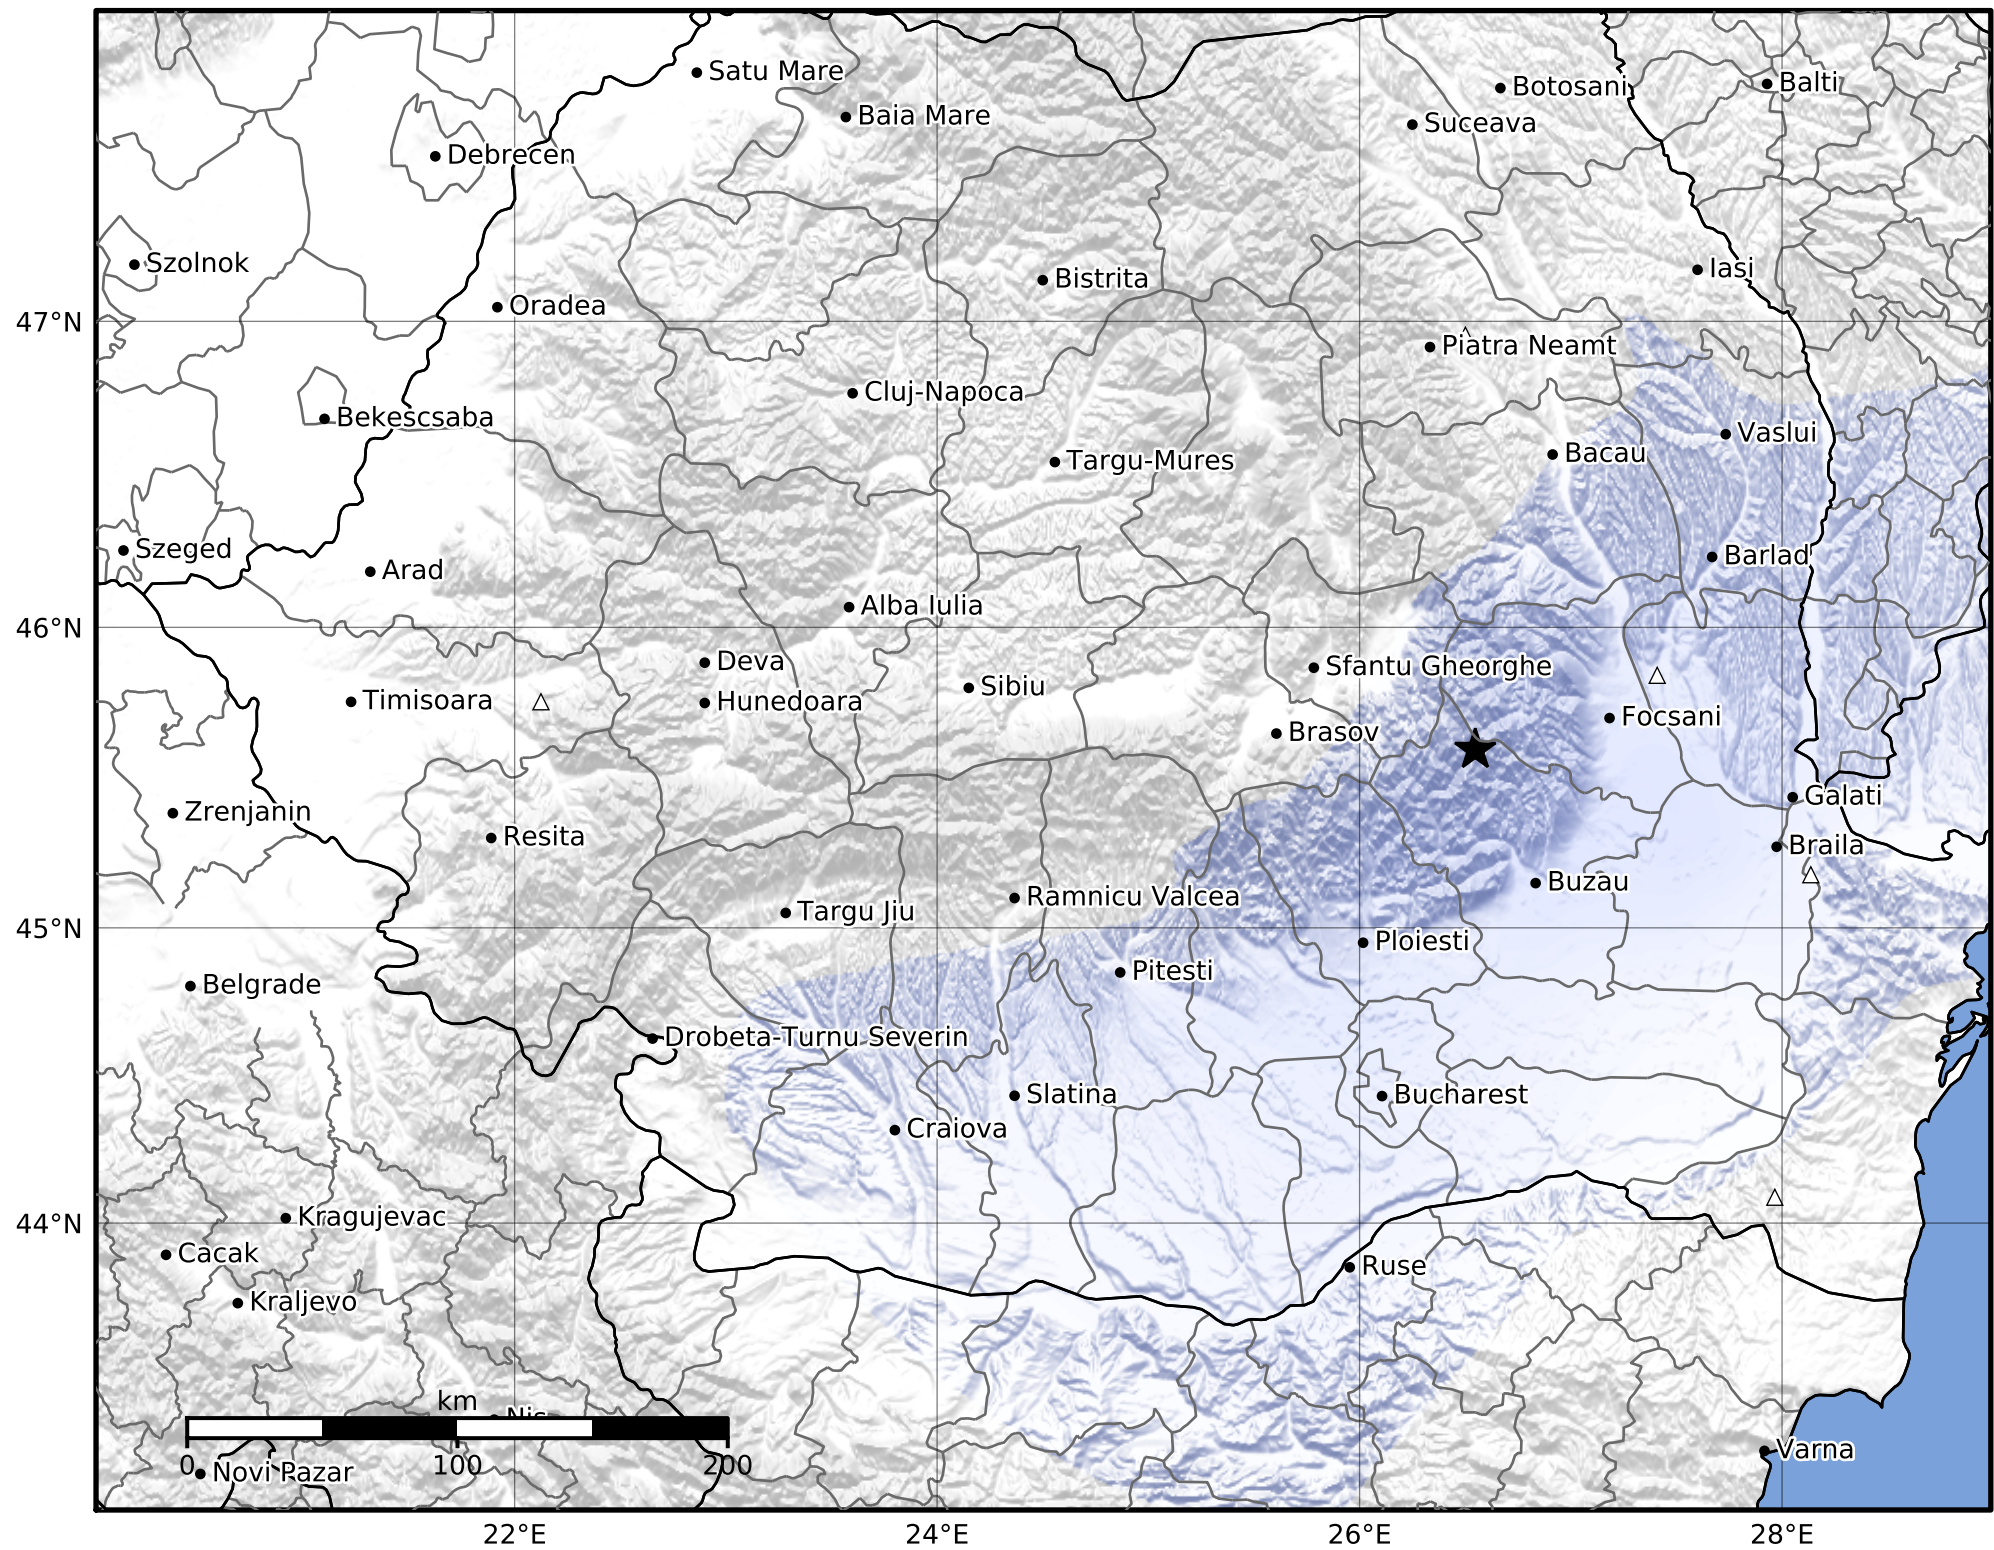 Satu Mare
Botosani
Balti
Baia Mare
Suceava
Debrecen
Szolnok
Iasi
Bistrita
Oradea
47°N
Piatra Neamt
Cluj-Napoca
Bekescsaba
Vaslui
Bacau
Targu-Mures
Szeged
Barlad
Arad
Alba Iulia
46°N
Deva
Sfantu Gheorghe
Sibiu
Timisoara
Hunedoara
Focsani
Brasov
Galati
Zrenjanin
Resita
Braila
Buzau
Ramnicu Valcea
Targu Jiu
45°N
Ploiesti
Pitesti
Belgrade
Drobeta-Turnu Severin
Slatina
Bucharest
Craiova
Kragujevac
44°N
Cacak
Ruse
Kraljevo
km
Nis
Varna
0 100 200
Novi Pazar
22°E 24°E 26°E 28°E